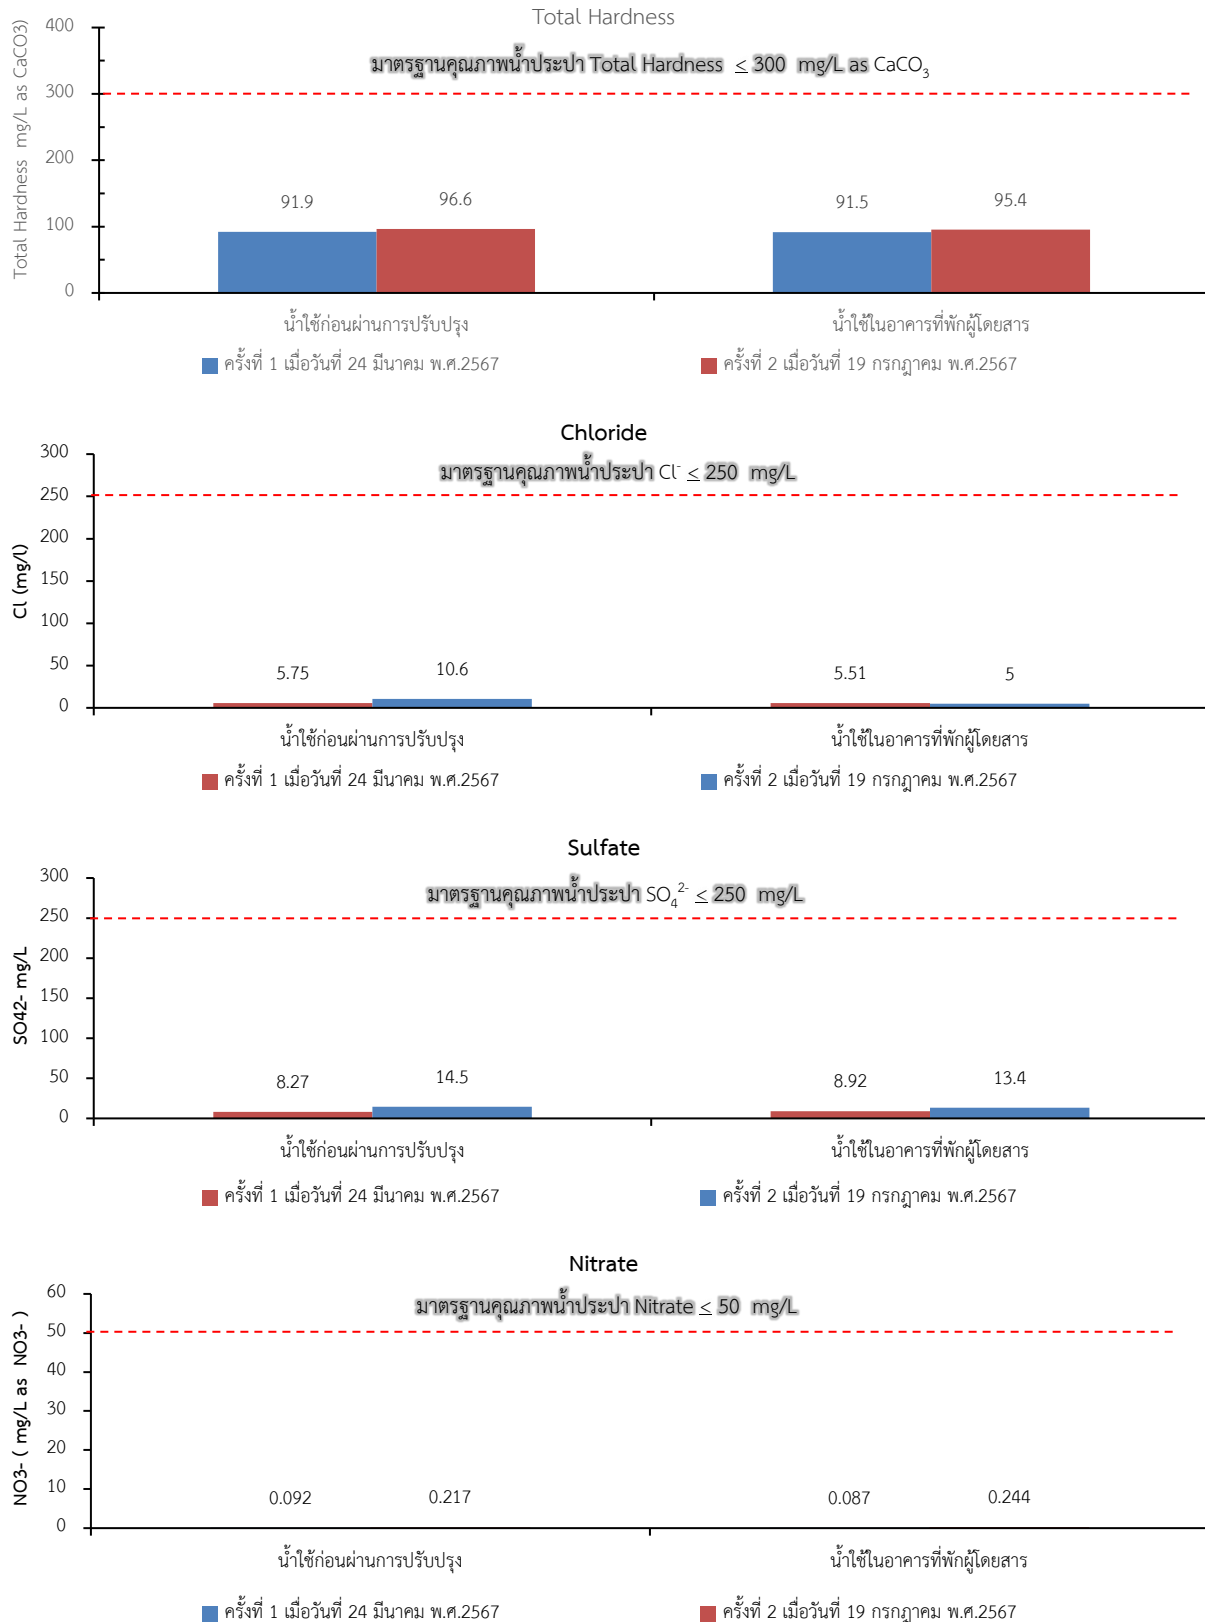 Total Hardness
มาตรฐานคุณภาพน้ำประปา Total Hardness ≤ 300 mg/L as CaCO₃
Total Hardness mg/L as CaCO3)
400
300
200
100
0
91.9
96.6
91.5
95.4
น้ำใช้ก่อนผ่านการปรับปรุง
น้ำใช้ในอาคารที่พักผู้โดยสาร
ครั้งที่ 1 เมื่อวันที่ 24 มีนาคม พ.ศ.2567
ครั้งที่ 2 เมื่อวันที่ 19 กรกฎาคม พ.ศ.2567
Chloride
มาตรฐานคุณภาพน้ำประปา Cl⁻ ≤ 250 mg/L
Cl (mg/l)
300
250
200
150
100
50
0
5.75
10.6
5.51
5
น้ำใช้ก่อนผ่านการปรับปรุง
น้ำใช้ในอาคารที่พักผู้โดยสาร
ครั้งที่ 1 เมื่อวันที่ 24 มีนาคม พ.ศ.2567
ครั้งที่ 2 เมื่อวันที่ 19 กรกฎาคม พ.ศ.2567
Sulfate
มาตรฐานคุณภาพน้ำประปา SO₄²⁻ ≤ 250 mg/L
SO42- mg/L
300
250
200
150
100
50
0
8.27
14.5
8.92
13.4
น้ำใช้ก่อนผ่านการปรับปรุง
น้ำใช้ในอาคารที่พักผู้โดยสาร
ครั้งที่ 1 เมื่อวันที่ 24 มีนาคม พ.ศ.2567
ครั้งที่ 2 เมื่อวันที่ 19 กรกฎาคม พ.ศ.2567
Nitrate
มาตรฐานคุณภาพน้ำประปา Nitrate ≤ 50 mg/L
NO3- ( mg/L as NO3- )
60
50
40
30
20
10
0
0.092
0.217
0.087
0.244
น้ำใช้ก่อนผ่านการปรับปรุง
น้ำใช้ในอาคารที่พักผู้โดยสาร
ครั้งที่ 1 เมื่อวันที่ 24 มีนาคม พ.ศ.2567
ครั้งที่ 2 เมื่อวันที่ 19 กรกฎาคม พ.ศ.2567